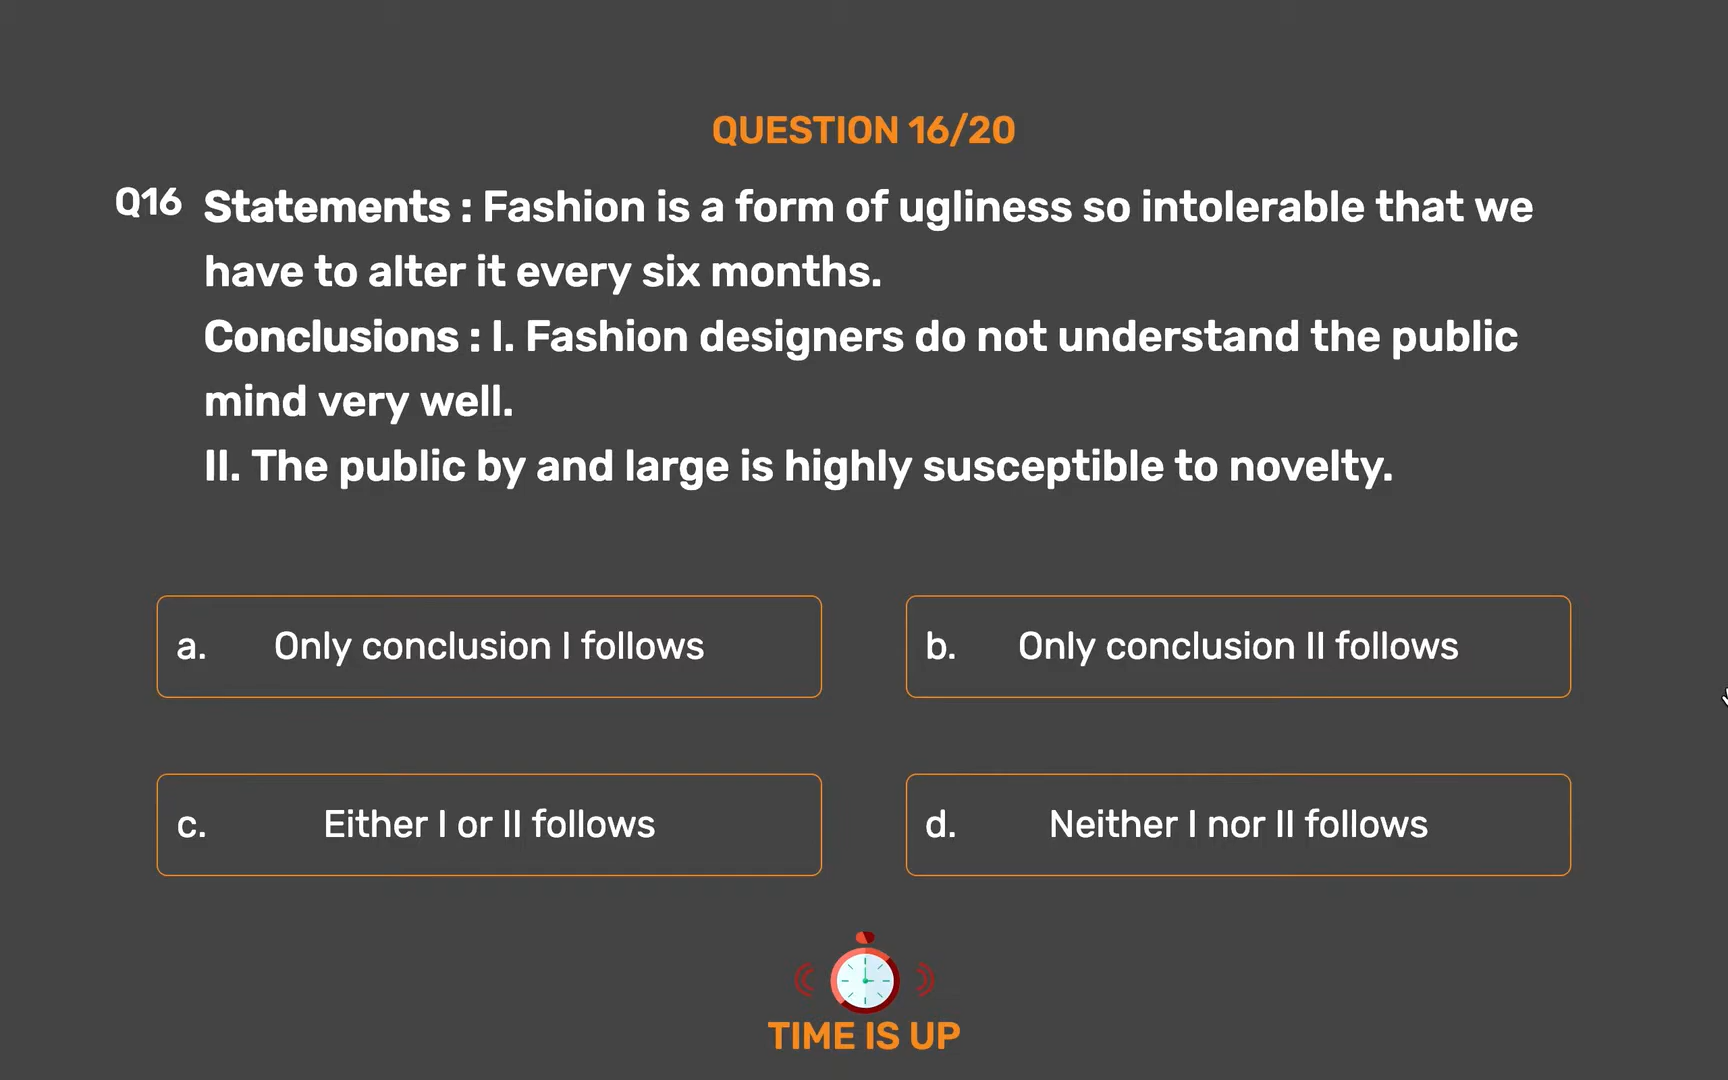 QUESTION 16/20
Q16 Statements : Fashion is a form of ugliness so intolerable that we
have to alter it every six months.
Conclusions : I. Fashion designers do not understand the public
mind very well.
II. The public by and large is highly susceptible to novelty.
a. Only conclusion I follows
b. Only conclusion II follows
c. Either I or II follows
d. Neither I nor II follows
TIME IS UP